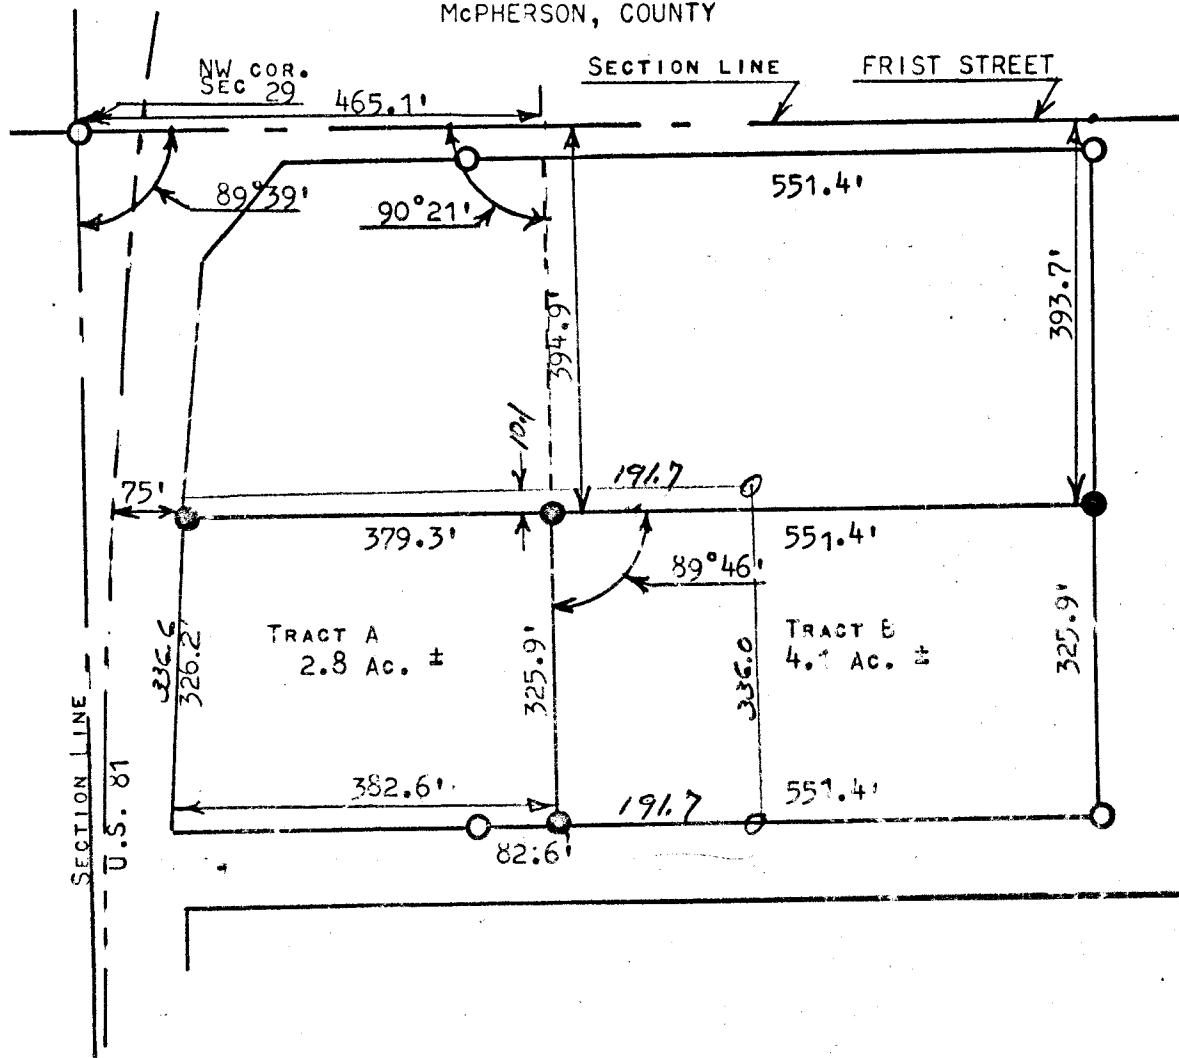 McPHERSON, COUNTY
NW COR.
SEC 29
SECTION LINE
FRIST STREET
465.1'
89°39'
90°21'
551.4'
394.9'
393.7'
10.1
191.7
75'
379.3'
551.4'
89°46'
336.6
326.2'
TRACT A
2.8 AC. ±
325.9'
336.0
TRACT B
4.1 AC. ±
325.9'
SECTION LINE
U.S. 81
382.6'
191.7
551.4'
82.6'